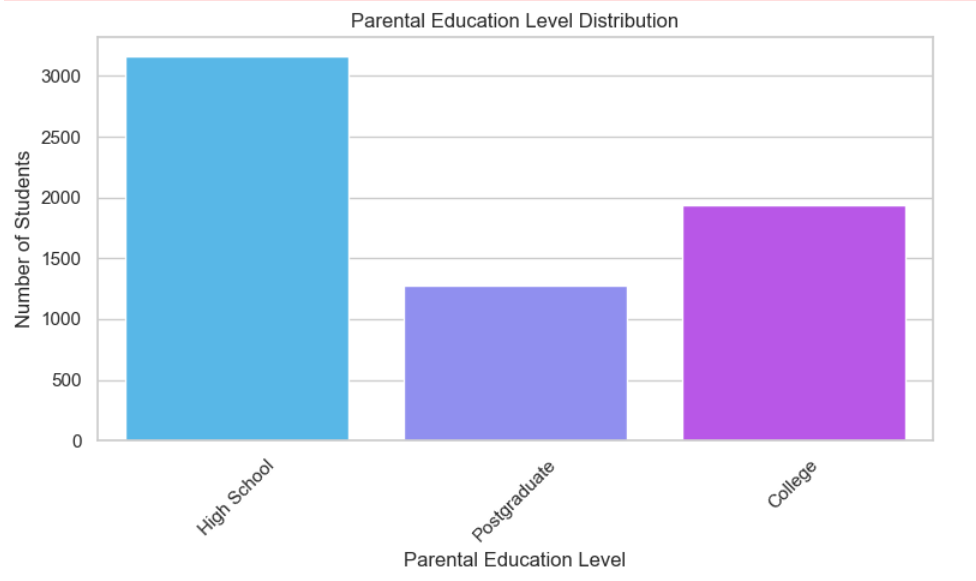 Parental Education Level Distribution
Number of Students
3000
2500
2000
1500
1000
500
0
High School
Postgraduate
College
Parental Education Level